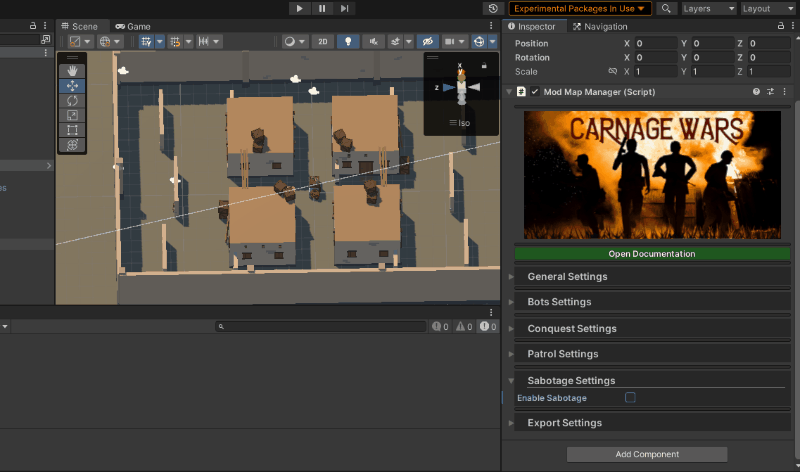 Experimental Packages In Use
Layers
Layout
Scene
Game
Inspector
Navigation
2D
Position X 0 Y 0 Z 0
Rotation X 0 Y 0 Z 0
Scale X 1 Y 1 Z 1
Mod Map Manager (Script)
x
y
z
Iso
CARNAGE WARS
Open Documentation
General Settings
Bots Settings
Conquest Settings
Patrol Settings
Sabotage Settings
Enable Sabotage
Export Settings
Add Component
0 0 0